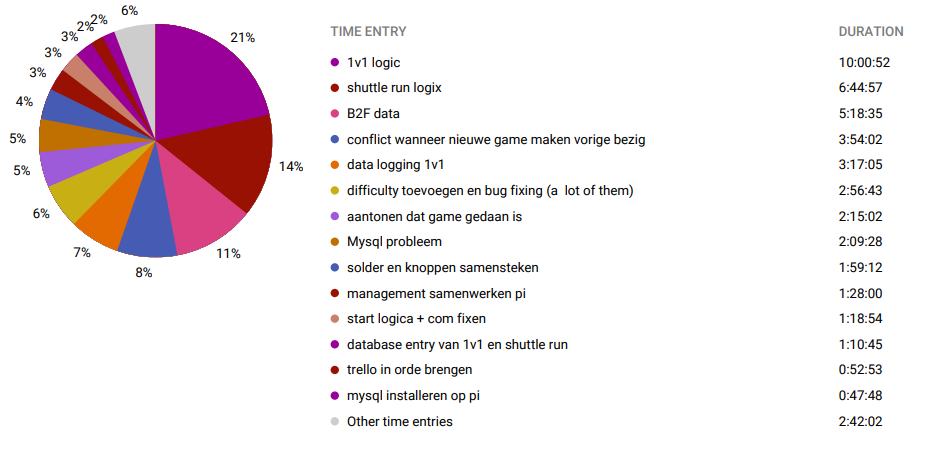 6%
2%
2%
3%
3%
3%
4%
5%
5%
6%
7%
8%
11%
14%
21%
TIME ENTRY DURATION
1v1 logic 10:00:52
shuttle run logix 6:44:57
B2F data 5:18:35
conflict wanneer nieuwe game maken vorige bezig 3:54:02
data logging 1v1 3:17:05
difficulty toevoegen en bug fixing (a lot of them) 2:56:43
aantonen dat game gedaan is 2:15:02
Mysql probleem 2:09:28
solder en knoppen samensteken 1:59:12
management samenwerken pi 1:28:00
start logica + com fixen 1:18:54
database entry van 1v1 en shuttle run 1:10:45
trello in orde brengen 0:52:53
mysql installeren op pi 0:47:48
Other time entries 2:42:02